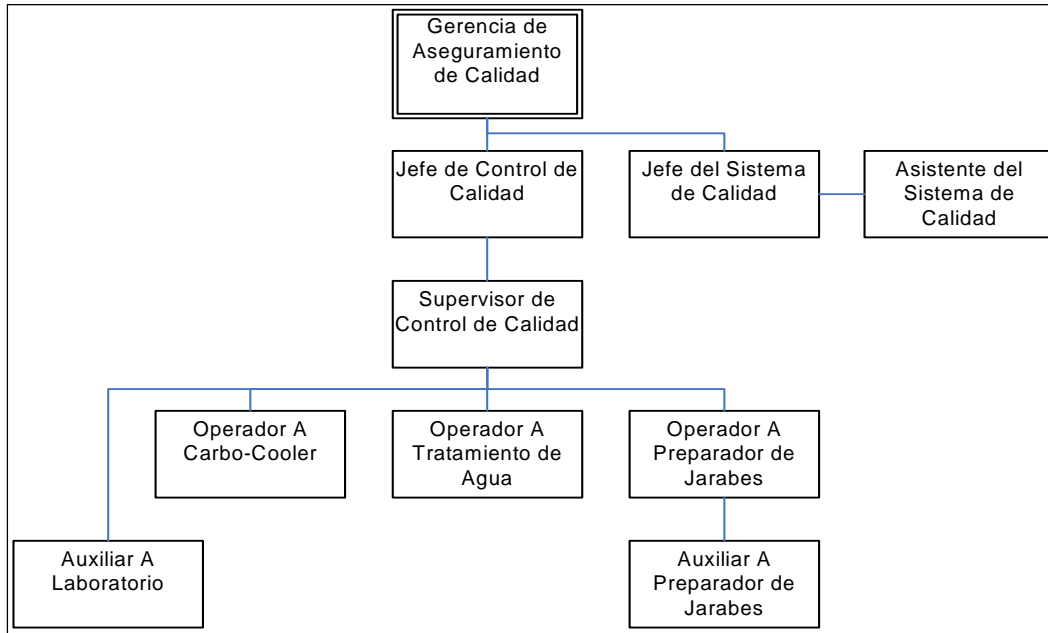 Gerencia de
Aseguramiento
de Calidad
Jefe de Control de
Calidad
Jefe del Sistema
de Calidad
Asistente del
Sistema de
Calidad
Supervisor de
Control de Calidad
Operador A
Carbo-Cooler
Operador A
Tratamiento de
Agua
Operador A
Preparador de
Jarabes
Auxiliar A
Laboratorio
Auxiliar A
Preparador de
Jarabes